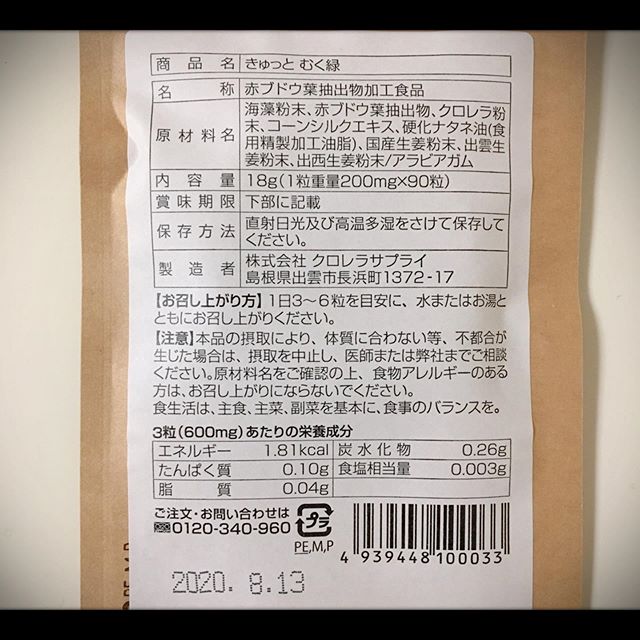 商品名 きゅっと むく緑
名称 赤ブドウ葉抽出物加工食品
原材料名 海藻粉末、赤ブドウ葉抽出物、クロレラ粉
末、コーンシルクエキス、硬化ナタネ油(食
用精製加工油脂)、国産生姜粉末、出雲生
姜粉末、出西生姜粉末/アラビアガム
内容量 18g(1粒重量200mg×90粒)
賞味期限 下部に記載
保存方法 直射日光及び高温多湿をさけて保存して
ください。
製造者 株式会社 クロレラサプライ
島根県出雲市長浜町1372-17
【お召し上がり方】1日3〜6粒を目安に、水またはお湯と
ともにお召し上がりください。
【注意】本品の摂取により、体質に合わない等、不都合が
生じた場合は、摂取を中止し、医師または弊社までご相談
ください。原材料名をご確認の上、食物アレルギーのある
方は、お召し上がりにならないでください。
食生活は、主食、主菜、副菜を基本に、食事のバランスを。
3粒(600mg)あたりの栄養成分
エネルギー 1.81kcal 炭水化物 0.26g
たんぱく質 0.10g 食塩相当量 0.003g
脂質 0.04g
ご注文・お問い合わせは
0120-340-960
プラ
PE,M,P
4 939448 100033
2020. 8.13
PE,M,P